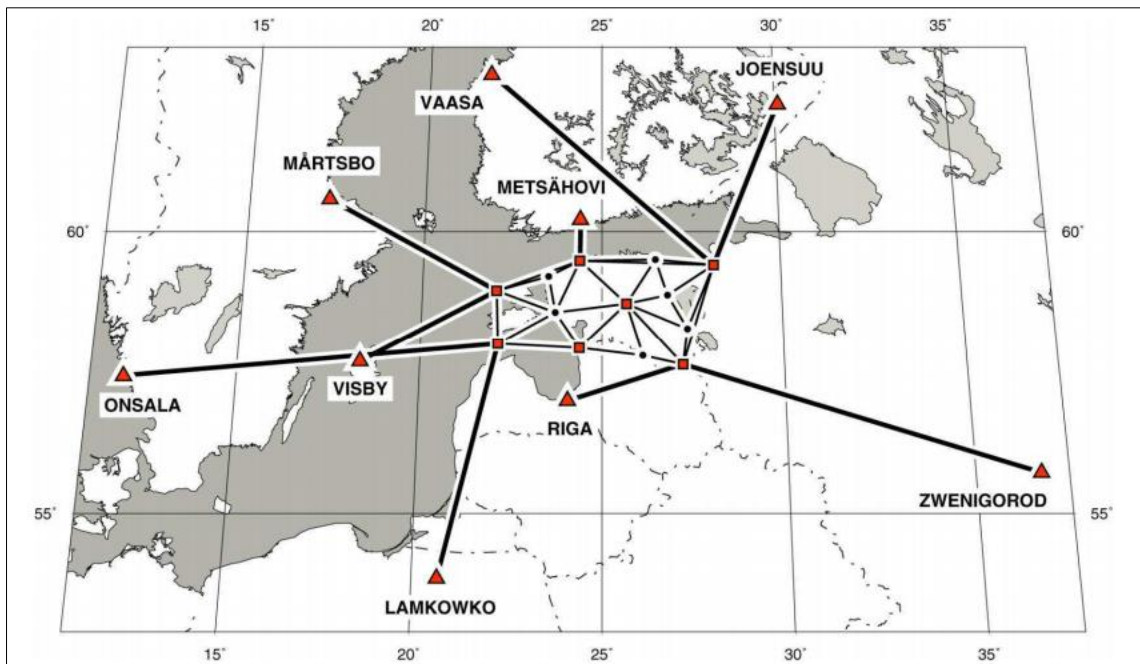 15° 20° 25° 30° 35°
JOENSUU
VAASA
MÅRTSBO
METSÄHOVI
60° 60°
VISBY
ONSALA
RIGA
ZWENIGOROD
55° 55°
LAMKOWKO
15° 20° 25° 30° 35°